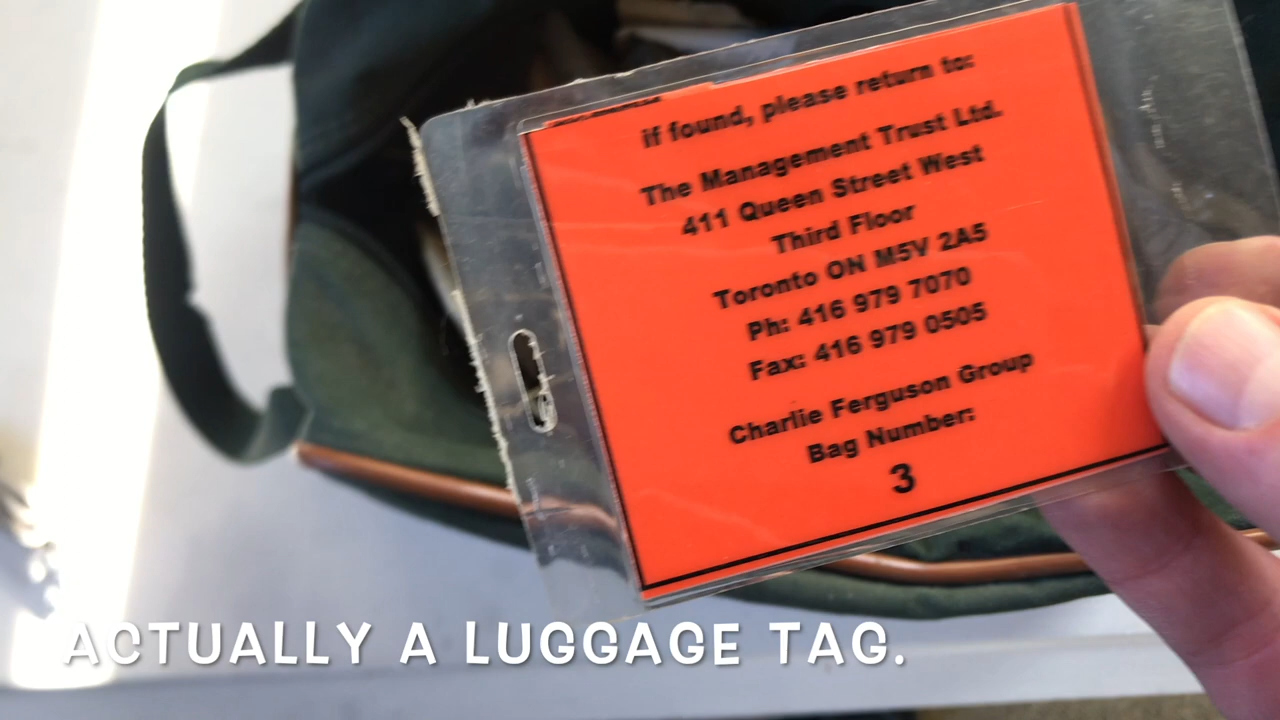 if found, please return to:
The Management Trust Ltd.
411 Queen Street West
Third Floor
Toronto ON M5V 2A5
Ph: 416 979 7070
Fax: 416 979 0505
Charlie Ferguson Group
Bag Number:
3
ACTUALLY A LUGGAGE TAG.